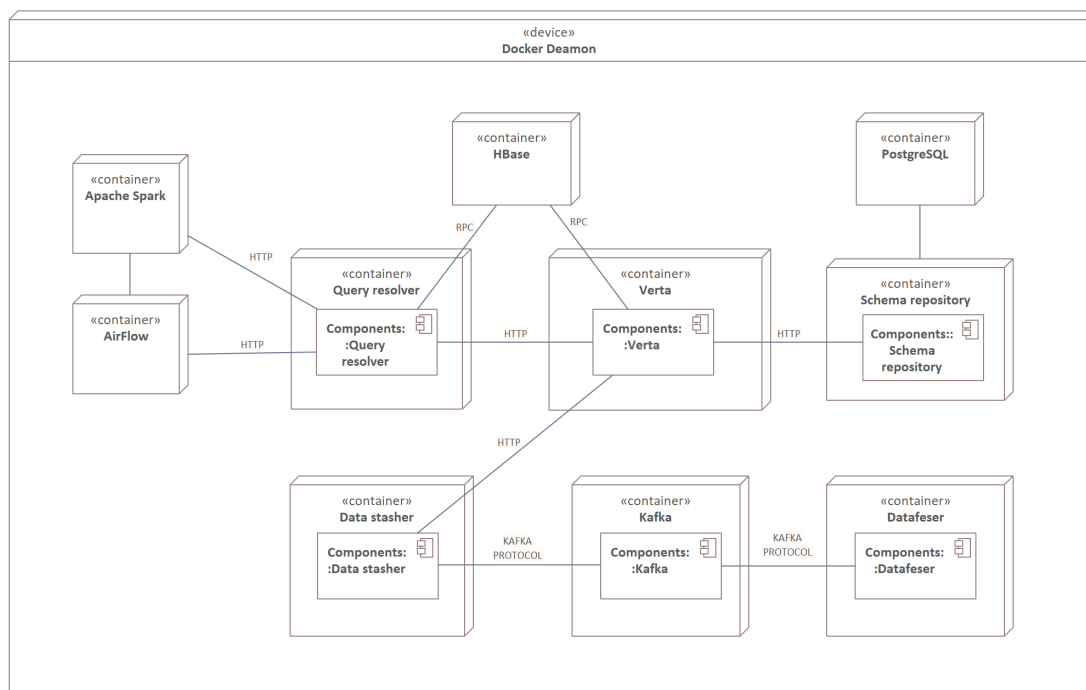 «device»
Docker Deamon
«container»
HBase
«container»
PostgreSQL
«container»
Apache Spark
RPC
RPC
HTTP
«container»
Query resolver
«container»
Verta
«container»
Schema repository
«container»
AirFlow
Components:
:Query
resolver
Components:
:Verta
Components::
Schema
repository
HTTP
HTTP
HTTP
HTTP
«container»
Data stasher
«container»
Kafka
«container»
Datafeser
Components:
:Data stasher
KAFKA
PROTOCOL
Components:
:Kafka
KAFKA
PROTOCOL
Components:
:Datafeser